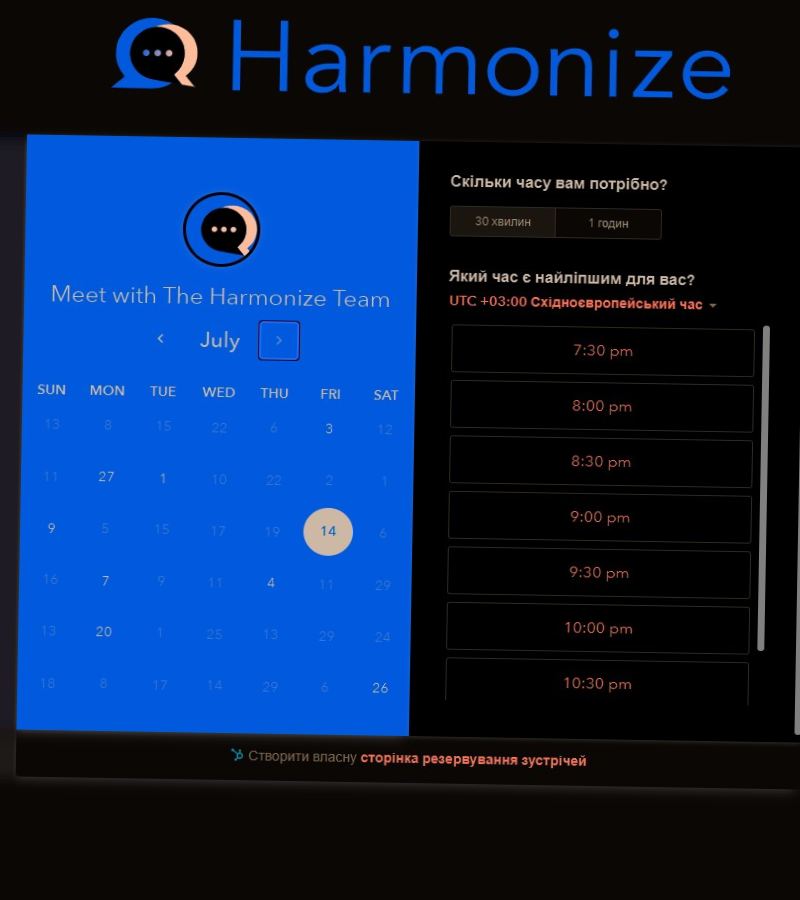 Harmonize
Meet with The Harmonize Team
July
SUN MON TUE WED THU FRI SAT
13 8 15 22 6 3 12
11 27 1 10 22 2 1
9 5 15 17 19 14 6
16 7 9 11 4 11 29
13 20 1 25 13 29 24
18 8 17 14 29 6 26
Скільки часу вам потрібно?
30 хвилин 1 годин
Який час є найліпшим для вас?
UTC +03:00 Східноєвропейський час
7:30 pm
8:00 pm
8:30 pm
9:00 pm
9:30 pm
10:00 pm
10:30 pm
Створити власну сторінка резервування зустрічей